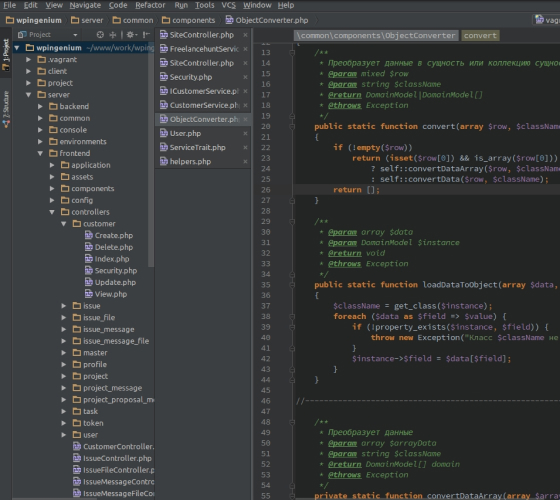 File Edit View Navigate Code Refactor Run Tools VCS Window Help
wpingenium server common components ObjectConverter.php
Project
wpingenium ~/www/work/wping
.vagrant
client
project
server
backend
common
console
environments
frontend
application
assets
components
config
controllers
customer
Create.php
Delete.php
Index.php
Security.php
Update.php
View.php
issue
issue_file
issue_message
issue_message_file
master
profile
project
project_message
project_proposal_m
task
token
user
CustomerController.
IssueController.php
IssueFileController.p
IssueMessageContro
IssueMessageFileCo
1: Project
7: Structure
SiteController.php
FreelancehuntServic
SiteController.php
Security.php
ICustomerService.ph
CustomerService.php
ObjectConverter.php
User.php
ServiceTrait.php
helpers.php
\common\components\ObjectConverter convert
12 {
13 /**
14 * Преобразует данные в сущность или коллекцию сущнос
15 * @param mixed $row
16 * @param string $className
17 * @return DomainModel|DomainModel[]
18 * @throws Exception
19 */
20 public static function convert(array $row, $className
21 {
22 if (!empty($row))
23 return (isset($row[0]) && is_array($row[0]))
24 ? self::convertDataArray($row, $className
25 : self::convertData($row, $className);
26 return [];
27 }
28
29 /**
30 * @param array $data
31 * @param DomainModel $instance
32 * @return void
33 * @throws Exception
34 */
35 public static function loadDataToObject(array $data,
36 {
37 $className = get_class($instance);
38 foreach ($data as $field => $value) {
39 if (!property_exists($instance, $field)) {
40 throw new Exception("Класс $className не
41 }
42 $instance->$field = $data[$field];
43 }
44 }
45
46 //------------------------------------------------
47
48 /**
49 * Преобразует данные
50 * @param array $arrayData
51 * @param string $className
52 * @return DomainModel[] domain
53 * @throws Exception
54 */
55 private static function convertDataArray(array $arrayD